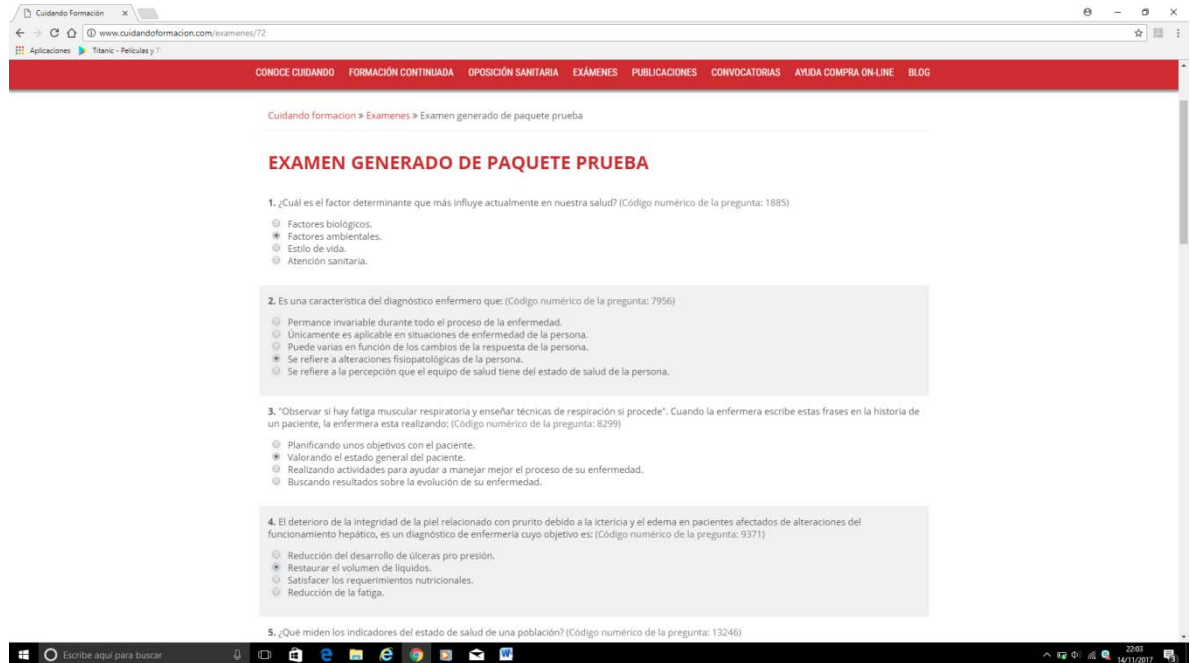 Cuidando Formación
www.cuidandoformacion.com/examenes/72
Aplicaciones Titanic - Películas y T
CONOCE CUIDANDO FORMACIÓN CONTINUADA OPOSICIÓN SANITARIA EXÁMENES PUBLICACIONES CONVOCATORIAS AYUDA COMPRA ON-LINE BLOG
Cuidando formacion » Examenes » Examen generado de paquete prueba
EXAMEN GENERADO DE PAQUETE PRUEBA
1. ¿Cuál es el factor determinante que más influye actualmente en nuestra salud? (Código numérico de la pregunta: 1885)
Factores biológicos.
Factores ambientales.
Estilo de vida.
Atención sanitaria.
2. Es una característica del diagnóstico enfermero que: (Código numérico de la pregunta: 7956)
Permance invariable durante todo el proceso de la enfermedad.
Únicamente es aplicable en situaciones de enfermedad de la persona.
Puede varias en función de los cambios de la respuesta de la persona.
Se refiere a alteraciones fisiopatológicas de la persona.
Se refiere a la percepción que el equipo de salud tiene del estado de salud de la persona.
3. "Observar si hay fatiga muscular respiratoria y enseñar técnicas de respiración si procede". Cuando la enfermera escribe estas frases en la historia de
un paciente, la enfermera esta realizando: (Código numérico de la pregunta: 8299)
Planificando unos objetivos con el paciente.
Valorando el estado general del paciente.
Realizando actividades para ayudar a manejar mejor el proceso de su enfermedad.
Buscando resultados sobre la evolución de su enfermedad.
4. El deterioro de la integridad de la piel relacionado con prurito debido a la ictericia y el edema en pacientes afectados de alteraciones del
funcionamiento hepático, es un diagnóstico de enfermería cuyo objetivo es: (Código numérico de la pregunta: 9371)
Reducción del desarrollo de úlceras pro presión.
Restaurar el volumen de líquidos.
Satisfacer los requerimientos nutricionales.
Reducción de la fatiga.
5. ¿Qué miden los indicadores del estado de salud de una población? (Código numérico de la pregunta: 13246)
Escribe aquí para buscar
22:03
14/11/2017